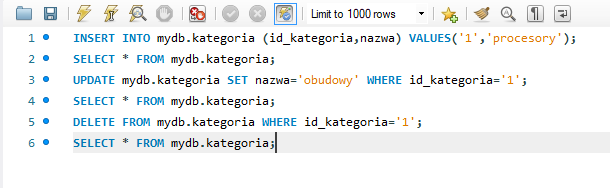 Limit to 1000 rows
1 INSERT INTO mydb.kategoria (id_kategoria,nazwa) VALUES('1','procesory');
2 SELECT * FROM mydb.kategoria;
3 UPDATE mydb.kategoria SET nazwa='obudowy' WHERE id_kategoria='1';
4 SELECT * FROM mydb.kategoria;
5 DELETE FROM mydb.kategoria WHERE id_kategoria='1';
6 SELECT * FROM mydb.kategoria;